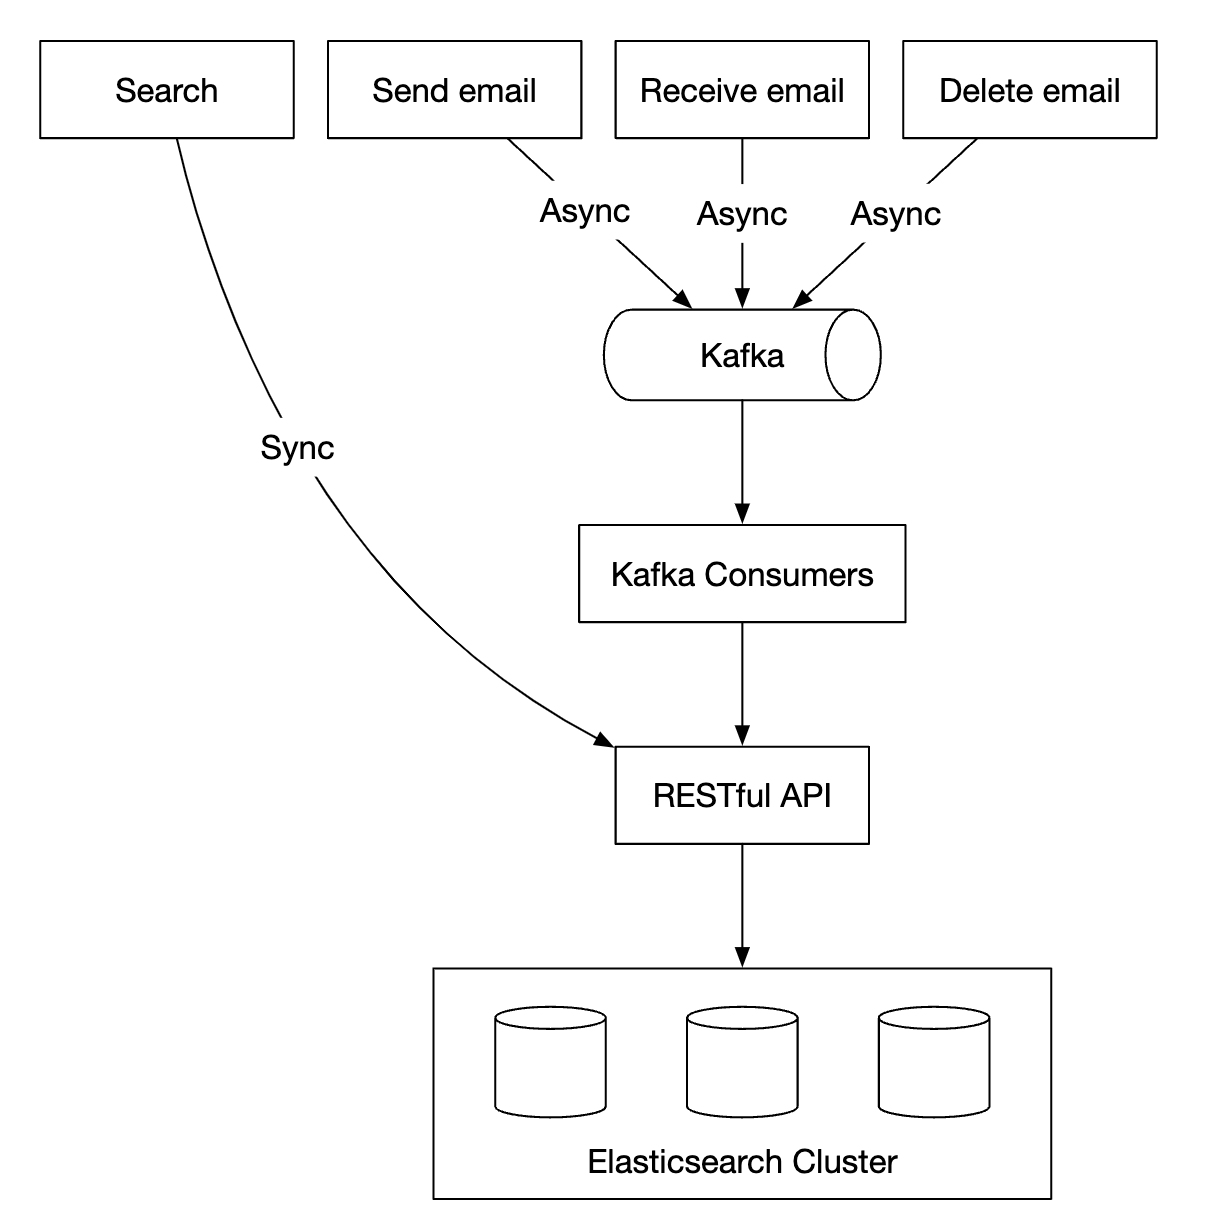 Search
Send email
Receive email
Delete email
Async
Async
Async
Kafka
Sync
Kafka Consumers
RESTful API
Elasticsearch Cluster